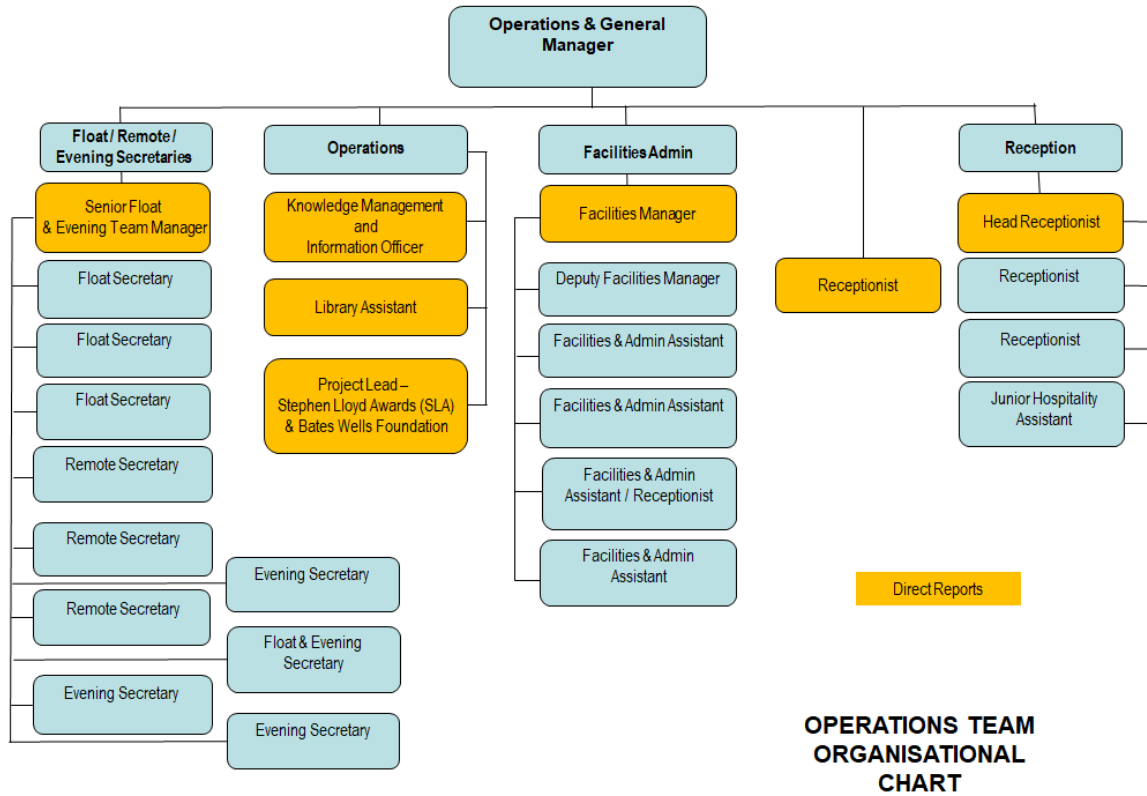 Operations & General
Manager
Float / Remote /
Evening Secretaries
Senior Float
& Evening Team Manager
Float Secretary
Float Secretary
Float Secretary
Remote Secretary
Remote Secretary
Remote Secretary
Evening Secretary
Evening Secretary
Float & Evening
Secretary
Evening Secretary
Operations
Knowledge Management
and
Information Officer
Library Assistant
Project Lead –
Stephen Lloyd Awards (SLA)
& Bates Wells Foundation
Facilities Admin
Facilities Manager
Deputy Facilities Manager
Facilities & Admin Assistant
Facilities & Admin Assistant
Facilities & Admin
Assistant / Receptionist
Facilities & Admin
Assistant
Receptionist
Reception
Head Receptionist
Receptionist
Receptionist
Junior Hospitality
Assistant
Direct Reports
OPERATIONS TEAM
ORGANISATIONAL
CHART